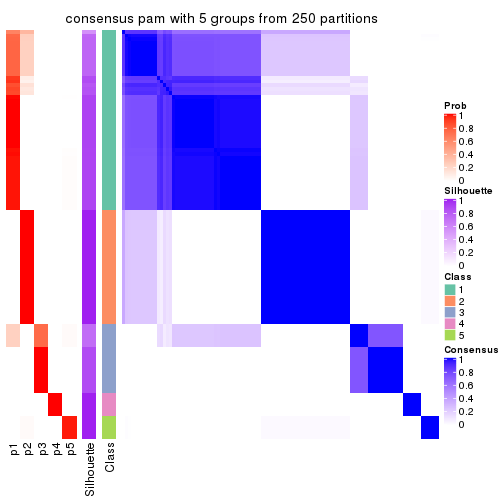 consensus pam with 5 groups from 250 partitions
Prob
1
0.8
0.6
0.4
0.2
0
Silhouette
1
0.8
0.6
0.4
0.2
0
Class
1
2
3
4
5
Consensus
1
0.8
0.6
0.4
0.2
0
p1
p2
p3
p4
p5
Silhouette
Class